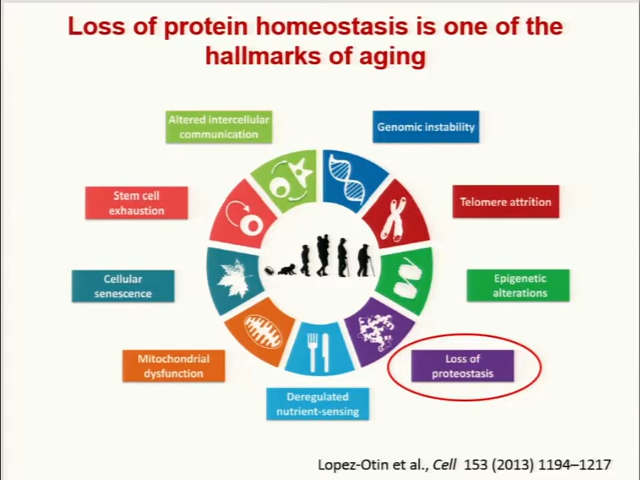 Loss of protein homeostasis is one of the
hallmarks of aging
Altered intercellular
communication
Genomic instability
Stem cell
exhaustion
Telomere attrition
Cellular
senescence
Epigenetic
alterations
Mitochondrial
dysfunction
Loss of
proteostasis
Deregulated
nutrient-sensing
Lopez-Otin et al., Cell 153 (2013) 1194–1217